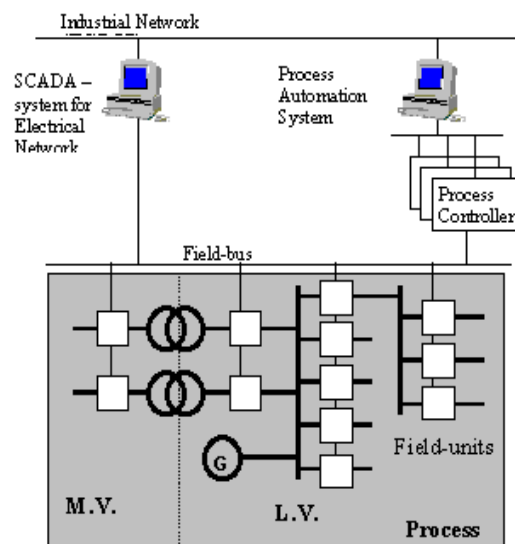 Industrial Network
SCADA –
system for
Electrical
Network
Process
Automation
System
Process
Controller
Field-bus
G
Field-units
M.V.
L.V.
Process